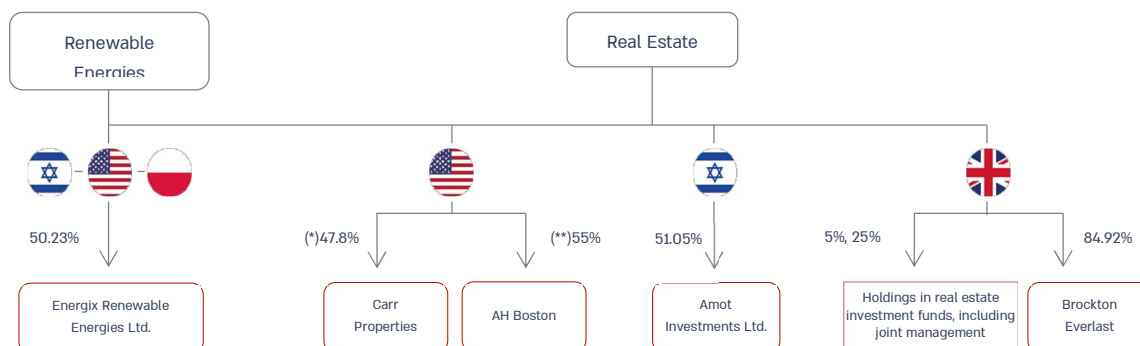 Renewable
Energies
Real Estate
50.23%
(*)47.8%
(**)55%
51.05%
5%, 25%
84.92%
Energix Renewable
Energies Ltd.
Carr
Properties
AH Boston
Amot
Investments Ltd.
Holdings in real estate
investment funds, including
joint management
Brockton
Everlast